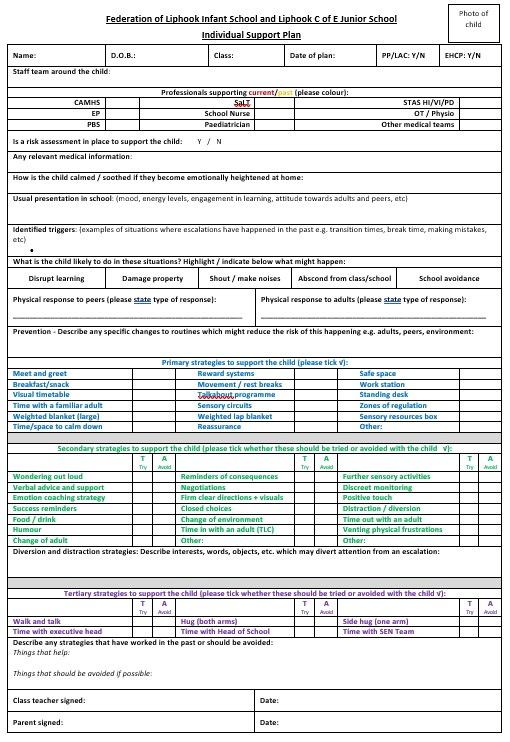 Federation of Liphook Infant School and Liphook C of E Junior School
Photo of
child
Individual Support Plan
Name: D.O.B.: Class: Date of plan: PP/LAC: Y/N EHCP: Y/N
Staff team around the child:
Professionals supporting current/past (please colour):
CAMHS SaLT STAS HI/VI/PD
EP School Nurse OT / Physio
PBS Paediatrician Other medical teams
Is a risk assessment in place to support the child: Y / N
Any relevant medical information:
How is the child calmed / soothed if they become emotionally heightened at home:
Usual presentation in school: (mood, energy levels, engagement in learning, attitude towards adults and peers, etc)
Identified triggers: (examples of situations where escalations have happened in the past e.g. transition times, break time, making mistakes,
etc)
•
What is the child likely to do in these situations? Highlight / indicate below what might happen:
Disrupt learning Damage property Shout / make noises Abscond from class/school School avoidance
Physical response to peers (please state type of response): Physical response to adults (please state type of response):
Prevention - Describe any specific changes to routines which might reduce the risk of this happening e.g. adults, peers, environment:
Primary strategies to support the child (please tick √):
Meet and greet Reward systems Safe space
Breakfast/snack Movement / rest breaks Work station
Visual timetable Talkabout programme Standing desk
Time with a familiar adult Sensory circuits Zones of regulation
Weighted blanket (large) Weighted lap blanket Sensory resources box
Time/space to calm down Reassurance Other:
Secondary strategies to support the child (please tick whether these should be tried or avoided with the child √):
T A T A T A
Try Avoid Try Avoid Try Avoid
Wondering out loud Reminders of consequences Further sensory activities
Verbal advice and support Negotiations Discreet monitoring
Emotion coaching strategy Firm clear directions + visuals Positive touch
Success reminders Closed choices Distraction / diversion
Food / drink Change of environment Time out with an adult
Humour Time in with an adult (TLC) Venting physical frustrations
Change of adult Other: Other:
Diversion and distraction strategies: Describe interests, words, objects, etc. which may divert attention from an escalation:
Tertiary strategies to support the child (please tick whether these should be tried or avoided with the child √):
T A T A T A
Try Avoid Try Avoid Try Avoid
Walk and talk Hug (both arms) Side hug (one arm)
Time with executive head Time with Head of School Time with SEN Team
Describe any strategies that have worked in the past or should be avoided:
Things that help:
Things that should be avoided if possible:
Class teacher signed: Date:
Parent signed: Date: